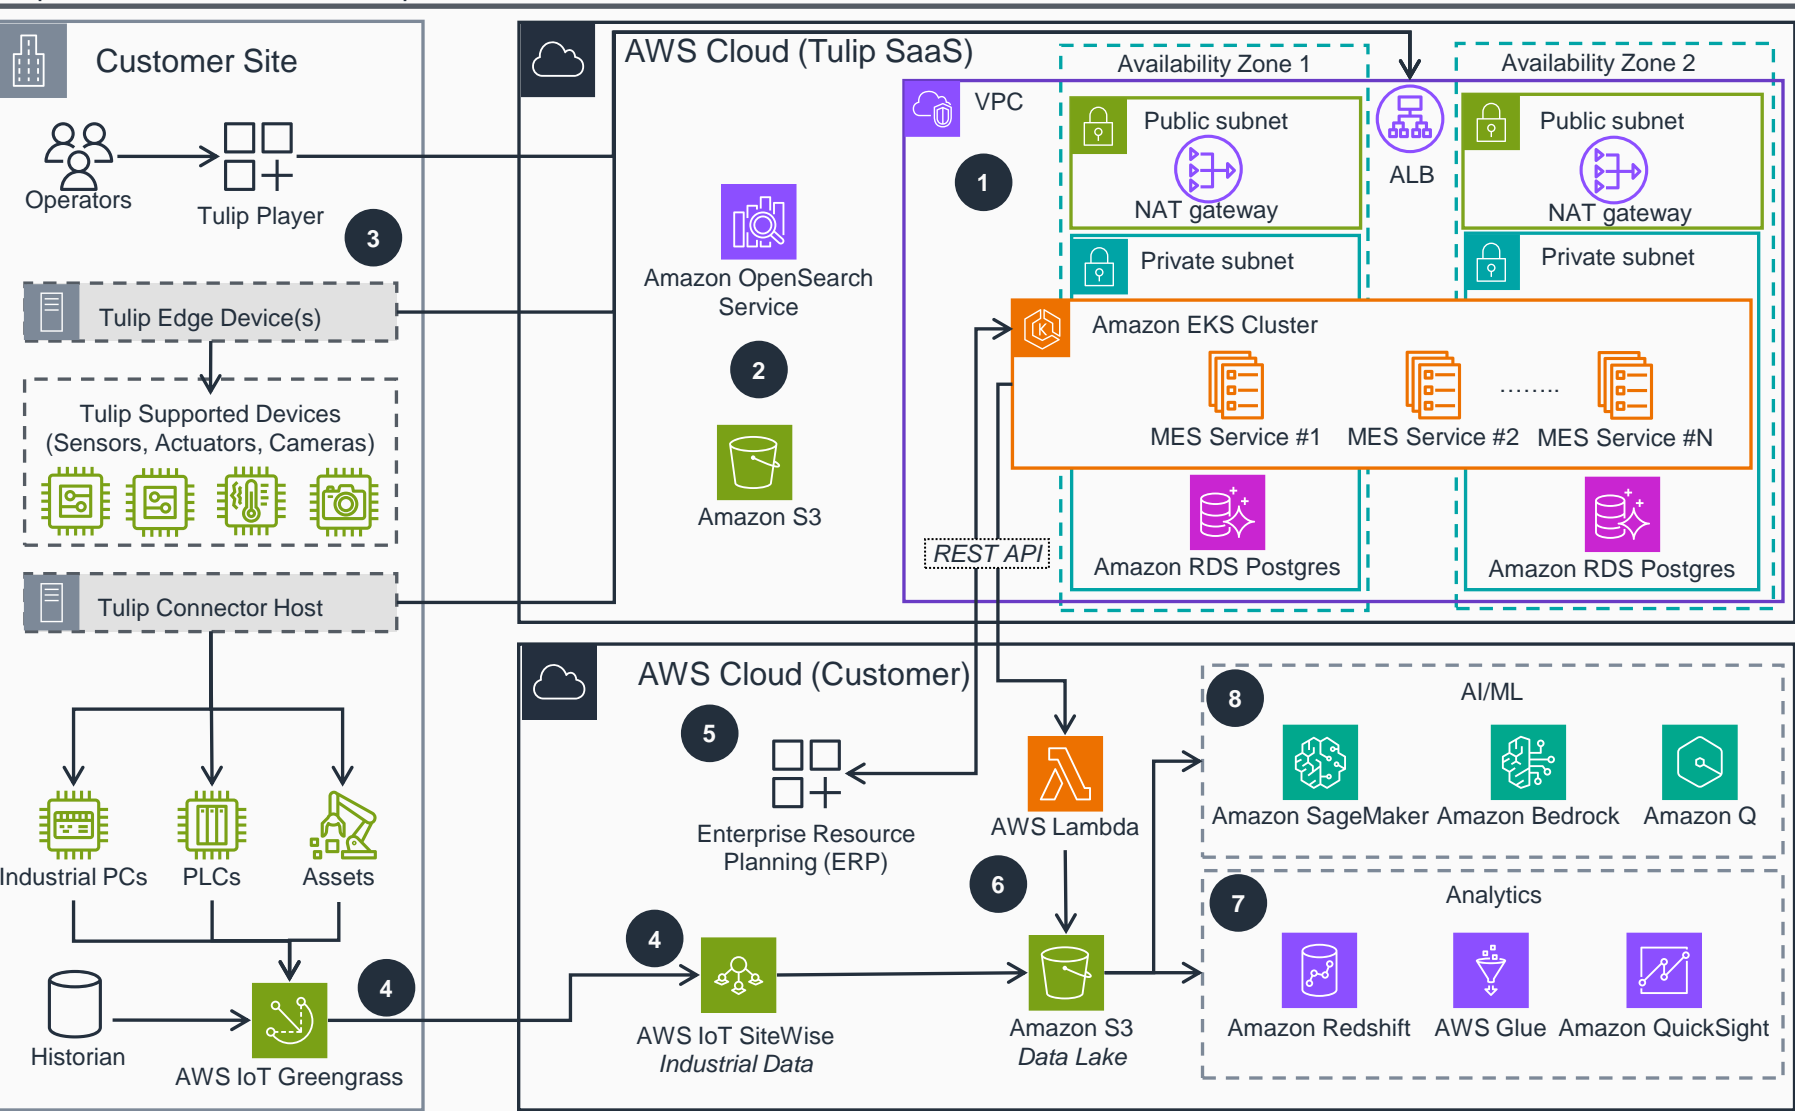 Customer Site
Operators
Tulip Player
3
Tulip Edge Device(s)
Tulip Supported Devices
(Sensors, Actuators, Cameras)
Tulip Connector Host
Industrial PCs
PLCs
Assets
Historian
4
AWS IoT Greengrass
AWS Cloud (Tulip SaaS)
Amazon OpenSearch
Service
2
Amazon S3
VPC
1
Availability Zone 1
Public subnet
NAT gateway
Private subnet
ALB
Availability Zone 2
Public subnet
NAT gateway
Private subnet
Amazon EKS Cluster
K
MES Service #1
MES Service #2
........
MES Service #N
Amazon RDS Postgres
Amazon RDS Postgres
REST API
AWS Cloud (Customer)
5
Enterprise Resource
Planning (ERP)
AWS Lambda
6
4
AWS IoT SiteWise
Industrial Data
Amazon S3
Data Lake
8
AI/ML
Amazon SageMaker
Amazon Bedrock
Amazon Q
7
Analytics
Amazon Redshift
AWS Glue
Amazon QuickSight